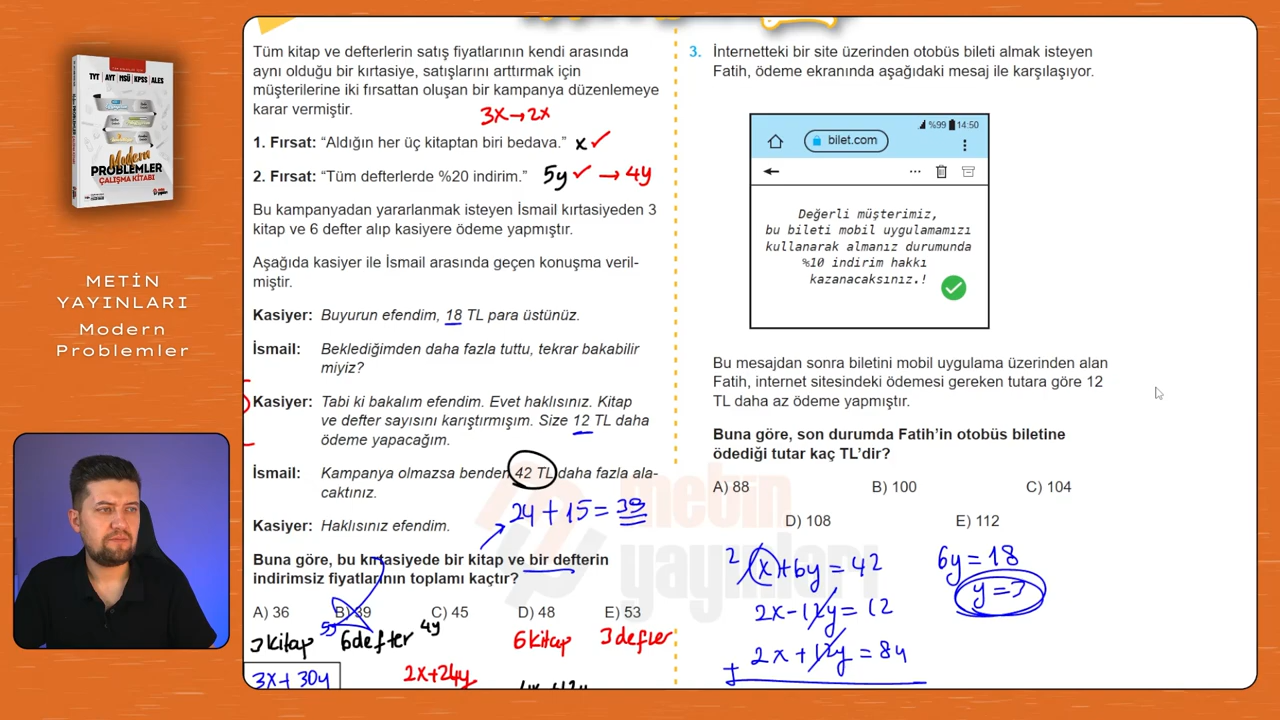 TYT | AYT | MSÜ | KPSS | ALES
Modern
PROBLEMLER
ÇALIŞMA KİTABI
METİN
YAYINLARI
Modern
Problemler
Tüm kitap ve defterlerin satış fiyatlarının kendi arasında
aynı olduğu bir kırtasiye, satışlarını arttırmak için
müşterilerine iki fırsattan oluşan bir kampanya düzenlemeye
karar vermiştir.
3x→2x
1. Fırsat: “Aldığın her üç kitaptan biri bedava.” x ✓
2. Fırsat: “Tüm defterlerde %20 indirim.” 5y ✓ → 4y
Bu kampanyadan yararlanmak isteyen İsmail kırtasiyeden 3
kitap ve 6 defter alıp kasiyere ödeme yapmıştır.
Aşağıda kasiyer ile İsmail arasında geçen konuşma veril-
miştir.
Kasiyer: Buyurun efendim, 18 TL para üstünüz.
İsmail: Beklediğimden daha fazla tuttu, tekrar bakabilir
miyiz?
Kasiyer: Tabi ki bakalım efendim. Evet haklısınız. Kitap
ve defter sayısını karıştırmışım. Size 12 TL daha
ödeme yapacağım.
İsmail: Kampanya olmazsa benden 42 TL daha fazla ala-
caktınız.
24+15=39
Kasiyer: Haklısınız efendim.
Buna göre, bu kırtasiyede bir kitap ve bir defterin
indirimsiz fiyatlarının toplamı kaçtır?
A) 36 B) 39 C) 45 D) 48 E) 53
5y 4y
3kitap 6defter 6kitap 3defter
3x+30y 2x+24y
3. İnternetteki bir site üzerinden otobüs bileti almak isteyen
Fatih, ödeme ekranında aşağıdaki mesaj ile karşılaşıyor.
%99 14:50
bilet.com
Değerli müşterimiz,
bu bileti mobil uygulamamızı
kullanarak almanız durumunda
%10 indirim hakkı
kazanacaksınız.!
Bu mesajdan sonra biletini mobil uygulama üzerinden alan
Fatih, internet sitesindeki ödemesi gereken tutara göre 12
TL daha az ödeme yapmıştır.
Buna göre, son durumda Fatih’in otobüs biletine
ödediği tutar kaç TL’dir?
A) 88 B) 100 C) 104
D) 108 E) 112
2/ x+6y=42
2x-12y=12
2x+12y=84
+
6y=18
y=3
metin
yayınları